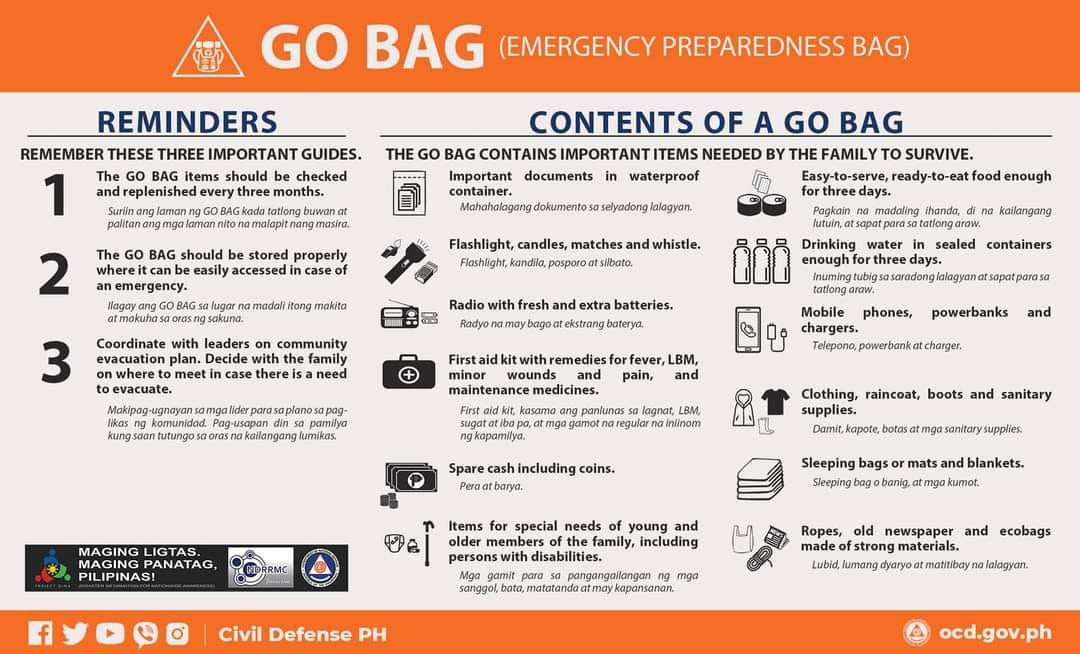 GO BAG (EMERGENCY PREPAREDNESS BAG)
REMINDERS
REMEMBER THESE THREE IMPORTANT GUIDES.
1
The GO BAG items should be checked
and replenished every three months.
Suriin ang laman ng GO BAG kada tatlong buwan at
palitan ang mga laman nito na malapit nang masira.
2
The GO BAG should be stored properly
where it can be easily accessed in case of
an emergency.
Ilagay ang GO BAG sa lugar na madali itong makita
at makuha sa oras ng sakuna.
3
Coordinate with leaders on community
evacuation plan. Decide with the family
on where to meet in case there is a need
to evacuate.
Makipag-ugnayan sa mga lider para sa plano sa pag-
likas ng komunidad. Pag-usapan din sa pamilya
kung saan tutungo sa oras na kailangang lumikas.
MAGING LIGTAS.
MAGING PANATAG,
PILIPINAS!
PROJECT DINA (DISASTER INFORMATION FOR NATIONWIDE AWARENESS)
NDRRMC
CONTENTS OF A GO BAG
THE GO BAG CONTAINS IMPORTANT ITEMS NEEDED BY THE FAMILY TO SURVIVE.
Important documents in waterproof
container.
Mahahalagang dokumento sa selyadong lalagyan.
Flashlight, candles, matches and whistle.
Flashlight, kandila, posporo at silbato.
Radio with fresh and extra batteries.
Radyo na may bago at ekstrang baterya.
First aid kit with remedies for fever, LBM,
minor wounds and pain, and
maintenance medicines.
First aid kit, kasama ang panlunas sa lagnat, LBM,
sugat at iba pa, at mga gamot na regular na iniinom
ng kapamilya.
Spare cash including coins.
Pera at barya.
Items for special needs of young and
older members of the family, including
persons with disabilities.
Mga gamit para sa pangangailangan ng mga
sanggol, bata, matatanda at may kapansanan.
Easy-to-serve, ready-to-eat food enough
for three days.
Pagkain na madaling ihanda, di na kailangang
lutuin, at sapat para sa tatlong araw.
Drinking water in sealed containers
enough for three days.
Inuming tubig sa saradong lalagyan at sapat para sa
tatlong araw.
Mobile phones, powerbanks and
chargers.
Telepono, powerbank at charger.
Clothing, raincoat, boots and sanitary
supplies.
Damit, kapote, botas at mga sanitary supplies.
Sleeping bags or mats and blankets.
Sleeping bag o banig, at mga kumot.
Ropes, old newspaper and ecobags
made of strong materials.
Lubid, lumang dyaryo at matitibay na lalagyan.
Civil Defense PH
ocd.gov.ph